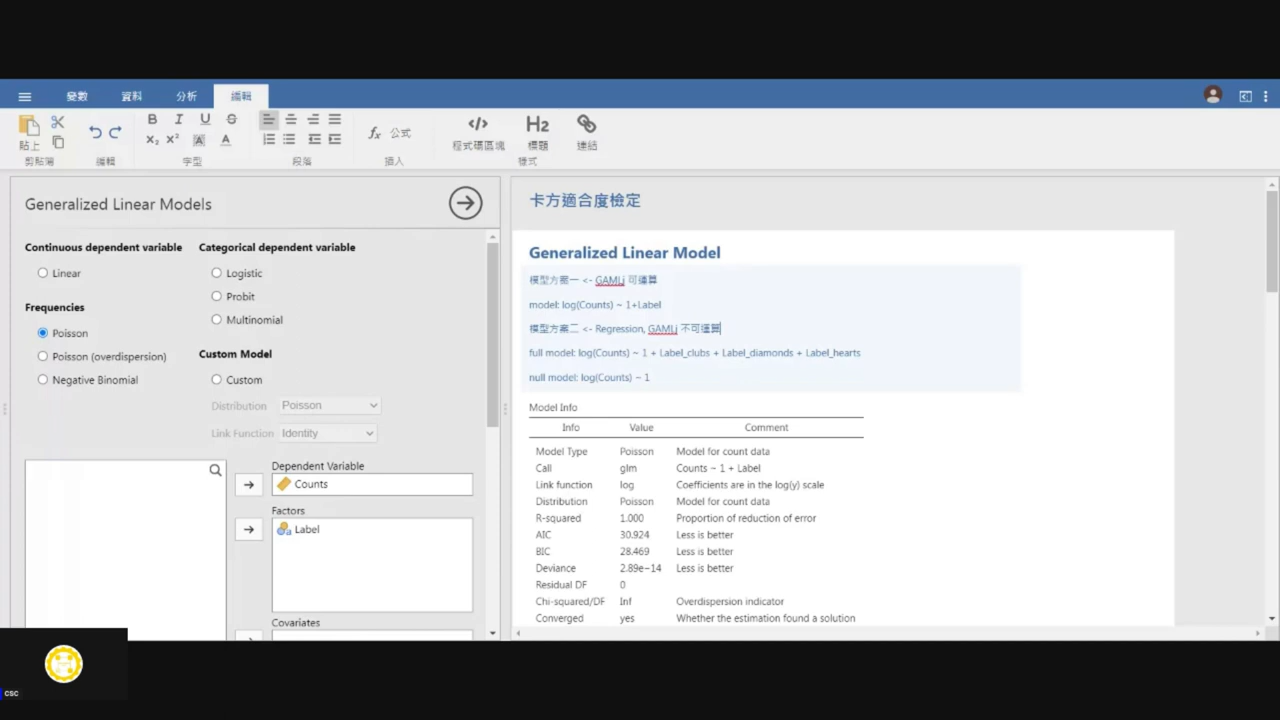 變數 資料 分析 編輯
貼上
剪貼簿 編輯 字型 段落 插入 樣式
B I U S
X₂ X² A A
fx 公式
</> 程式碼區塊
H2 標題
連結
Generalized Linear Models
Continuous dependent variable
Linear
Frequencies
Poisson
Poisson (overdispersion)
Negative Binomial
Categorical dependent variable
Logistic
Probit
Multinomial
Custom Model
Custom
Distribution Poisson
Link Function Identity
Dependent Variable
Counts
Factors
Label
Covariates
卡方適合度檢定
Generalized Linear Model
模型方案一 <- GAMLj 可運算
model: log(Counts) ~ 1+Label
模型方案二 <- Regression, GAMLj 不可運算
full model: log(Counts) ~ 1 + Label_clubs + Label_diamonds + Label_hearts
null model: log(Counts) ~ 1
Model Info
Info Value Comment
Model Type Poisson Model for count data
Call glm Counts ~ 1 + Label
Link function log Coefficients are in the log(y) scale
Distribution Poisson Model for count data
R-squared 1.000 Proportion of reduction of error
AIC 30.924 Less is better
BIC 28.469 Less is better
Deviance 2.89e−14 Less is better
Residual DF 0
Chi-squared/DF Inf Overdispersion indicator
Converged yes Whether the estimation found a solution
csc